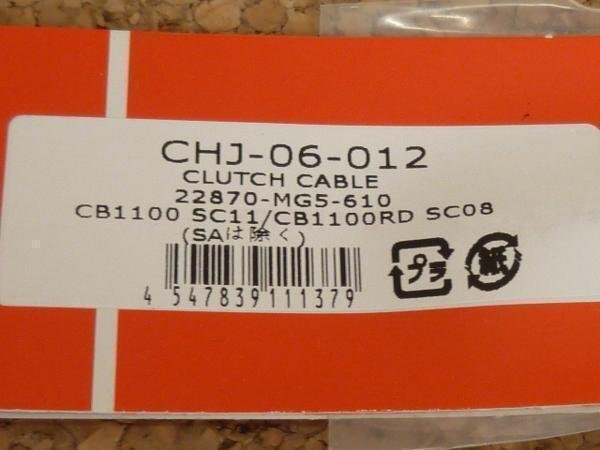 CHJ-06-012
CLUTCH CABLE
22870-MG5-610
CB1100 SC11/CB1100RD SC08
(SAは除く)
4 547839 111379
プラ
紙